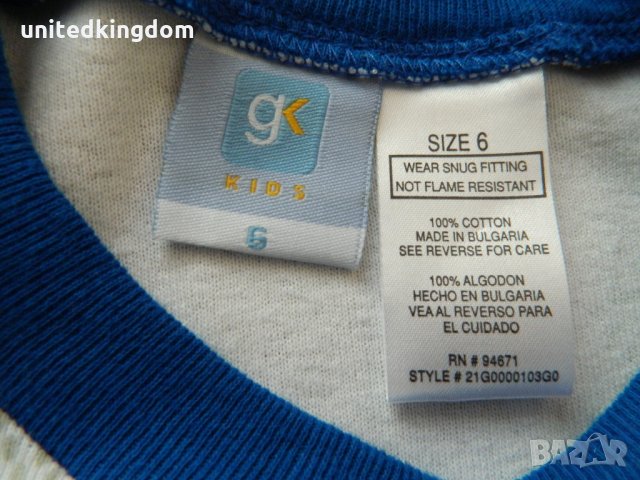 unitedkingdom
gk
KIDS
6
SIZE 6
WEAR SNUG FITTING
NOT FLAME RESISTANT
100% COTTON
MADE IN BULGARIA
SEE REVERSE FOR CARE
100% ALGODON
HECHO EN BULGARIA
VEA AL REVERSO PARA
EL CUIDADO
RN # 94671
STYLE # 21G0000103G0
BAZAR